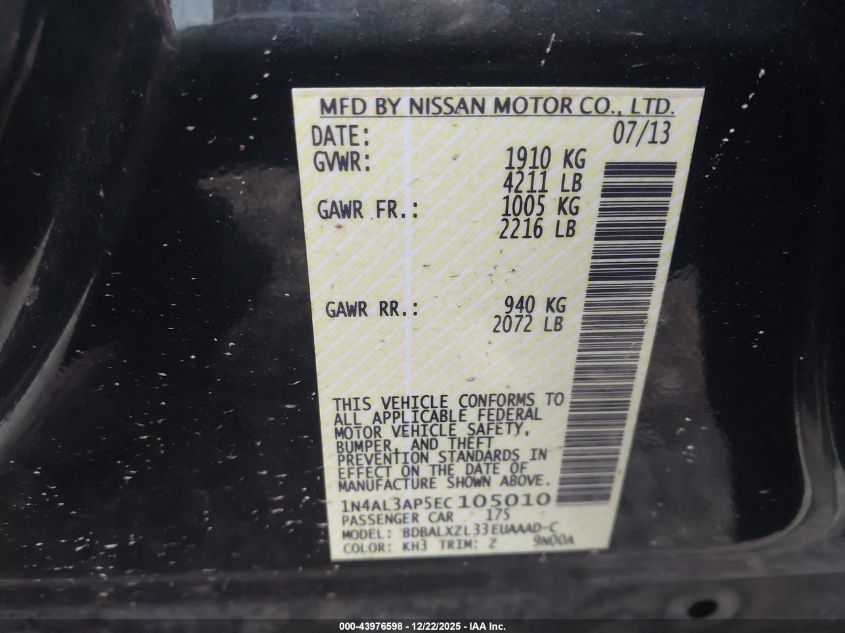 MFD BY NISSAN MOTOR CO., LTD.
DATE: 07/13
GVWR: 1910 KG
4211 LB
GAWR FR.: 1005 KG
2216 LB
GAWR RR.: 940 KG
2072 LB
THIS VEHICLE CONFORMS TO
ALL APPLICABLE FEDERAL
MOTOR VEHICLE SAFETY,
BUMPER, AND THEFT
PREVENTION STANDARDS IN
EFFECT ON THE DATE OF
MANUFACTURE SHOWN ABOVE.
1N4AL3AP5EC105010
PASSENGER CAR 175
MODEL: BDBALXZL33EUAAAD-C
COLOR: KH3 TRIM: Z 9N00A
000-43976598 - 12/22/2025 - IAA Inc.